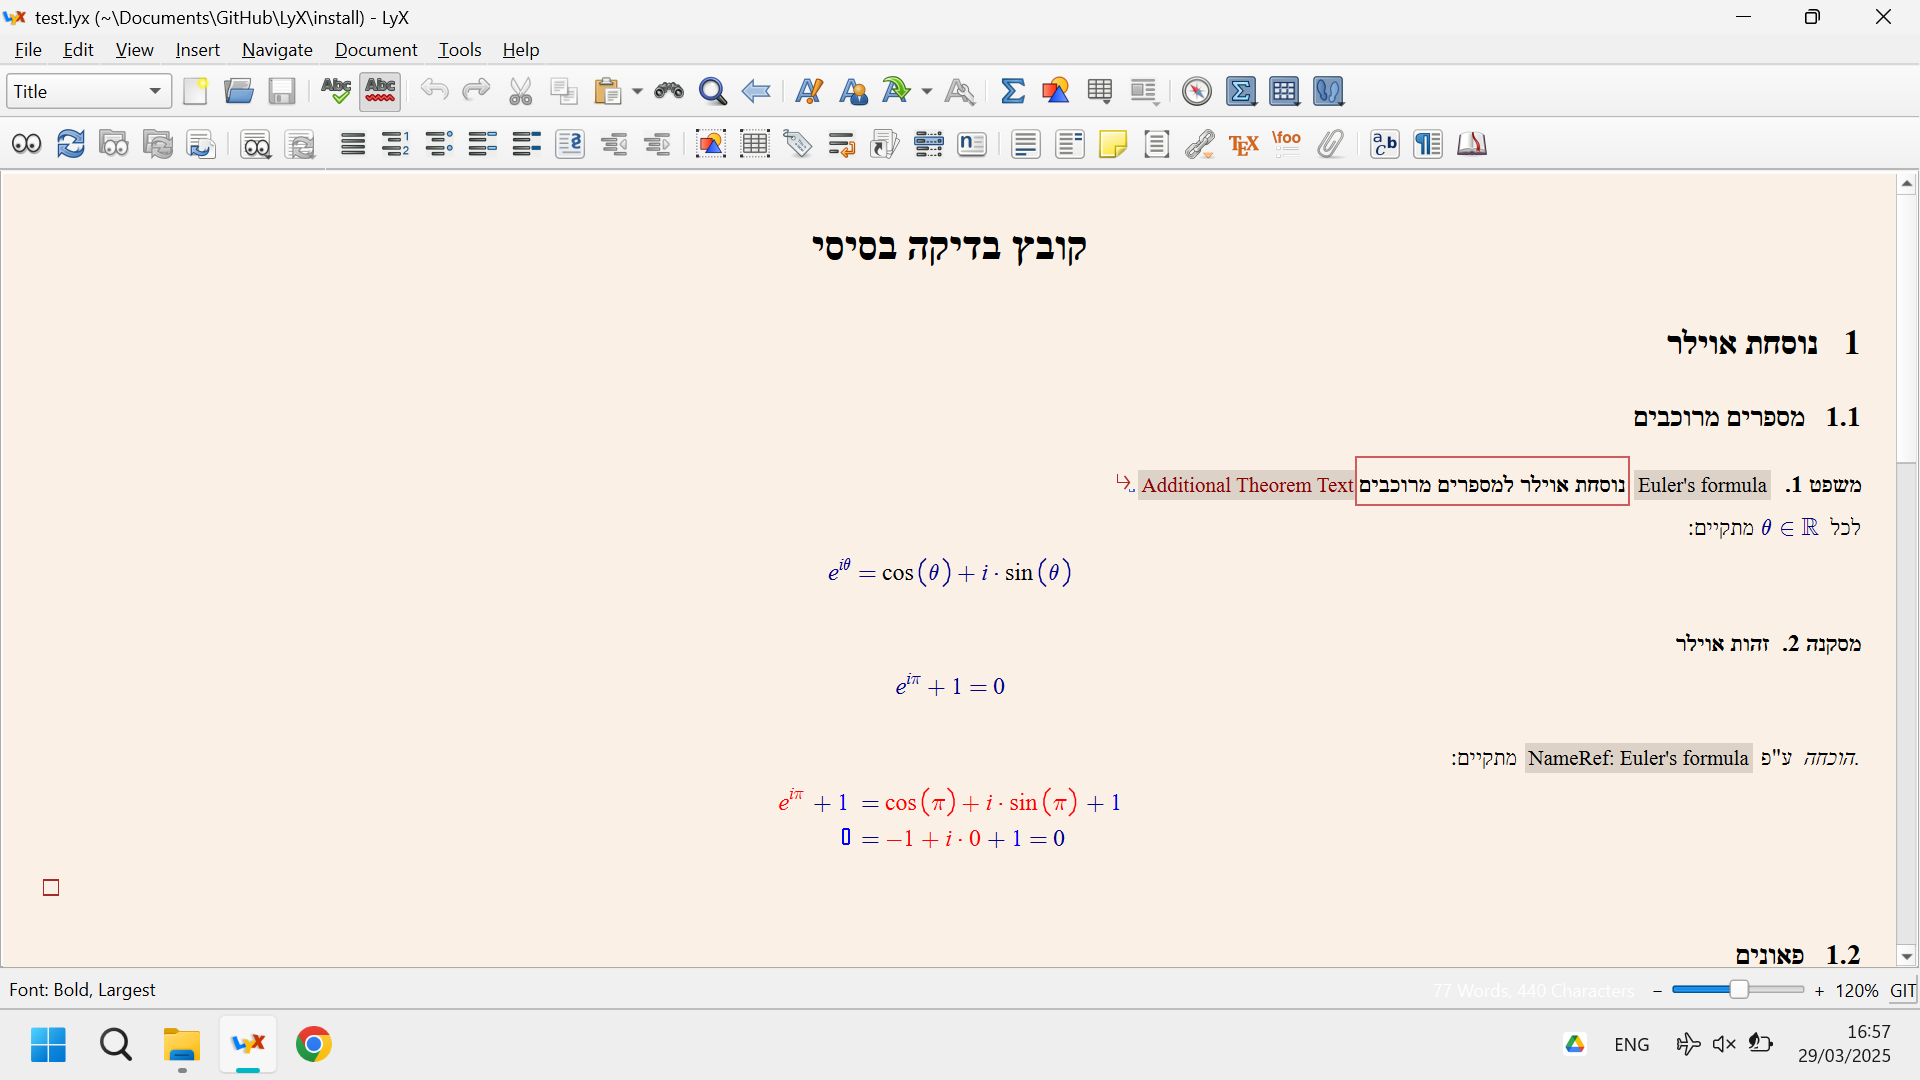 test.lyx (~\Documents\GitHub\LyX\install) - LyX
File Edit View Insert Navigate Document Tools Help
Title
קובץ בדיקה בסיסי
1 נוסחת אוילר
1.1 מספרים מרוכבים
משפט 1. Euler's formula נוסחת אוילר למספרים מרוכבים Additional Theorem Text
לכל θ ∈ ℝ מתקיים:
e^{iθ} = cos(θ) + i · sin(θ)
מסקנה 2. זהות אוילר
e^{iπ} + 1 = 0
הוכחה. ע"פ NameRef: Euler's formula מתקיים:
e^{iπ} + 1 = cos(π) + i · sin(π) + 1
= −1 + i · 0 + 1 = 0
1.2 פאונים
Font: Bold, Largest 77 Words, 440 Characters − + 120% GIT
ENG 16:57
29/03/2025